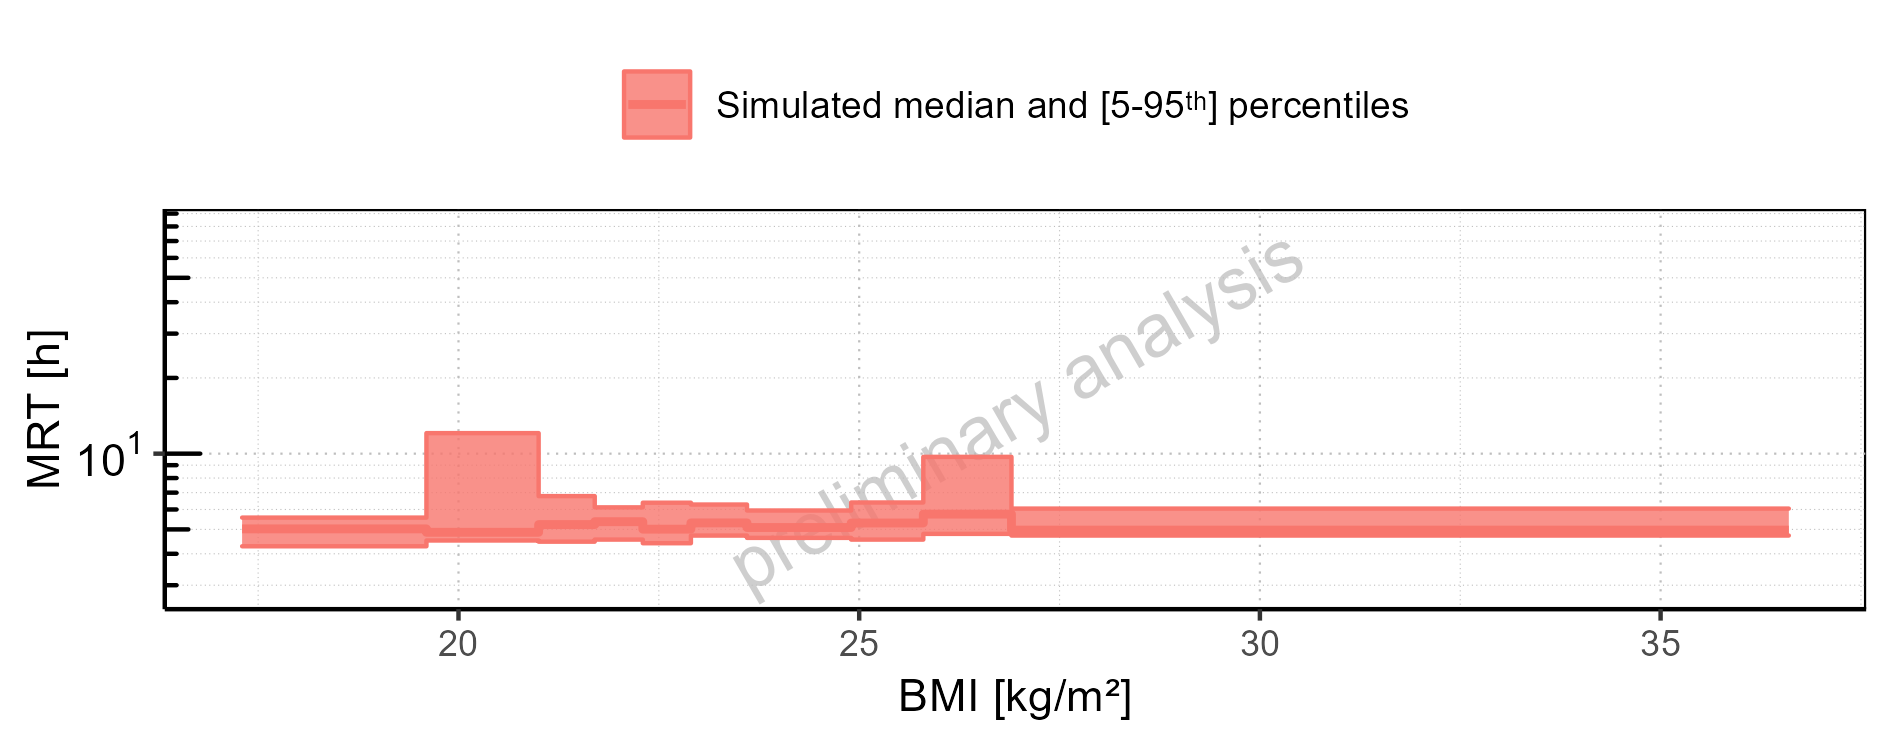 Simulated median and [5-95ᵗʰ] percentiles
MRT [h]
10¹
preliminary analysis
20 25 30 35
BMI [kg/m²]